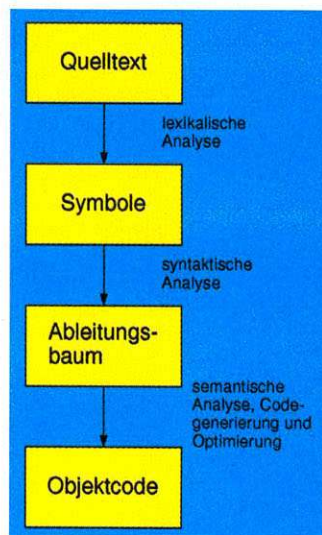 Quelltext
lexikalische
Analyse
Symbole
syntaktische
Analyse
Ableitungs-
baum
semantische
Analyse, Code-
generierung und
Optimierung
Objektcode